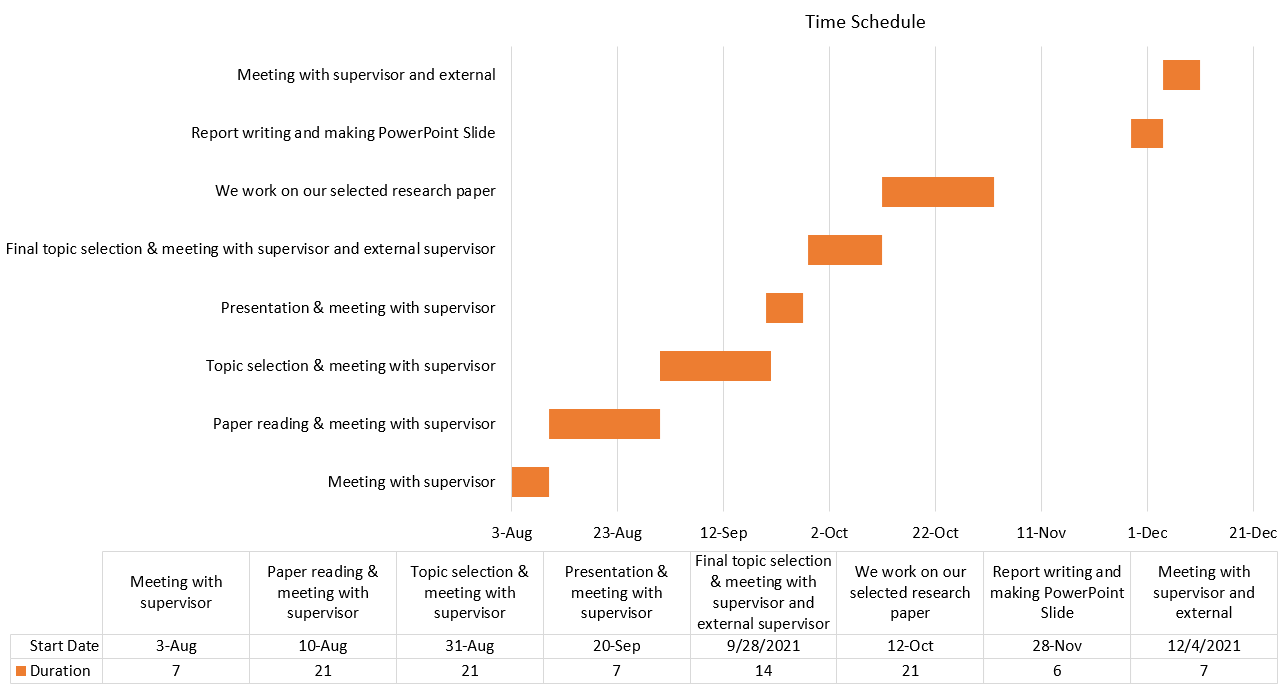 Time Schedule
Meeting with supervisor and external
Report writing and making PowerPoint Slide
We work on our selected research paper
Final topic selection & meeting with supervisor and external supervisor
Presentation & meeting with supervisor
Topic selection & meeting with supervisor
Paper reading & meeting with supervisor
Meeting with supervisor
3-Aug 23-Aug 12-Sep 2-Oct 22-Oct 11-Nov 1-Dec 21-Dec
Meeting with
supervisor
Paper reading &
meeting with
supervisor
Topic selection &
meeting with
supervisor
Presentation &
meeting with
supervisor
Final topic selection
& meeting with
supervisor and
external supervisor
We work on our
selected research
paper
Report writing and
making PowerPoint
Slide
Meeting with
supervisor and
external
Start Date 3-Aug 10-Aug 31-Aug 20-Sep 9/28/2021 12-Oct 28-Nov 12/4/2021
Duration 7 21 21 7 14 21 6 7